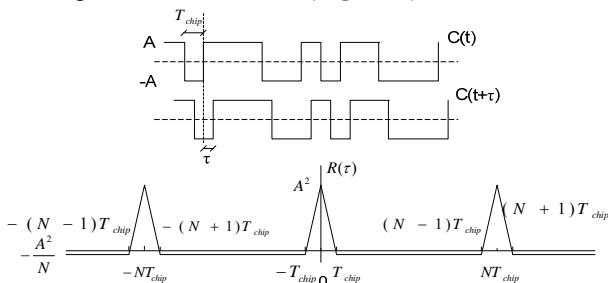 T_chip
A
C(t)
-A
C(t+τ)
τ
R(τ)
A²
- (N - 1)T_chip
- (N + 1)T_chip
(N - 1)T_chip
(N + 1)T_chip
- A²/N
- NT_chip
- T_chip
0
T_chip
NT_chip